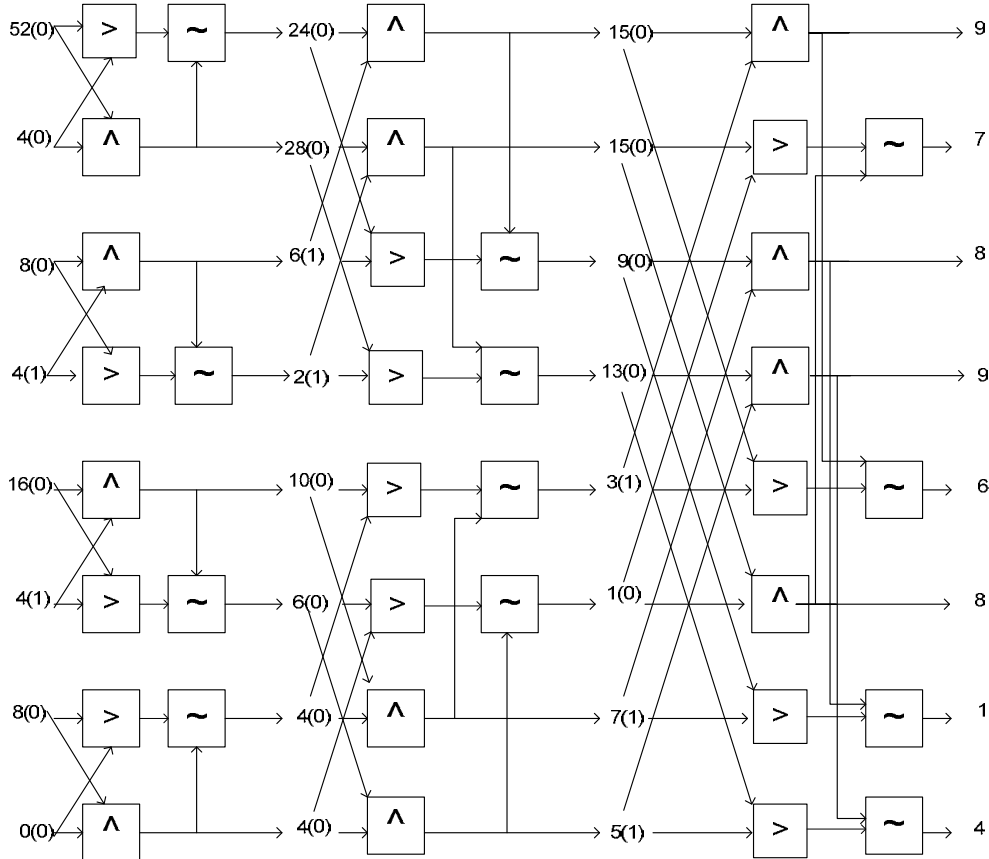 52(0) > ~ 24(0) ^ 15(0) ^ 9
4(0) ^ 28(0) ^ 15(0) > ~ 7
8(0) ^ 6(1) > ~ 9(0) ^ 8
4(1) > ~ 2(1) > ~ 13(0) ^ 9
16(0) ^ 10(0) > ~ 3(1) > ~ 6
4(1) > ~ 6(0) > ~ 1(0) ^ 8
8(0) > ~ 4(0) ^ 7(1) > ~ 1
0(0) ^ 4(0) ^ 5(1) > ~ 4